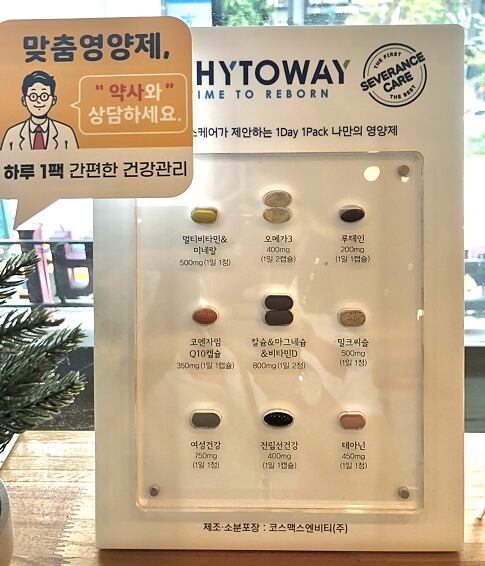 맞춤영양제,
"약사와"
상담하세요.
하루 1팩 간편한 건강관리
HYTOWAY
IME TO REBORN
THE FIRST
SEVERANCE
CARE
THE BEST
스케어가 제안하는 1Day 1Pack 나만의 영양제
멀티비타민&
미네랄
500mg(1일 1정)
오메가3
400mg
(1일 2캡슐)
루테인
200mg
(1일 1캡슐)
코엔자임
Q10캡슐
350mg(1일 1캡슐)
칼슘&마그네슘
&비타민D
800mg(1일 2정)
밀크씨슬
500mg
(1일 1정)
여성건강
750mg
(1일 1정)
전립선건강
400mg
(1일 1캡슐)
테아닌
450mg
(1일 1정)
제조·소분포장 : 코스맥스엔비티(주)